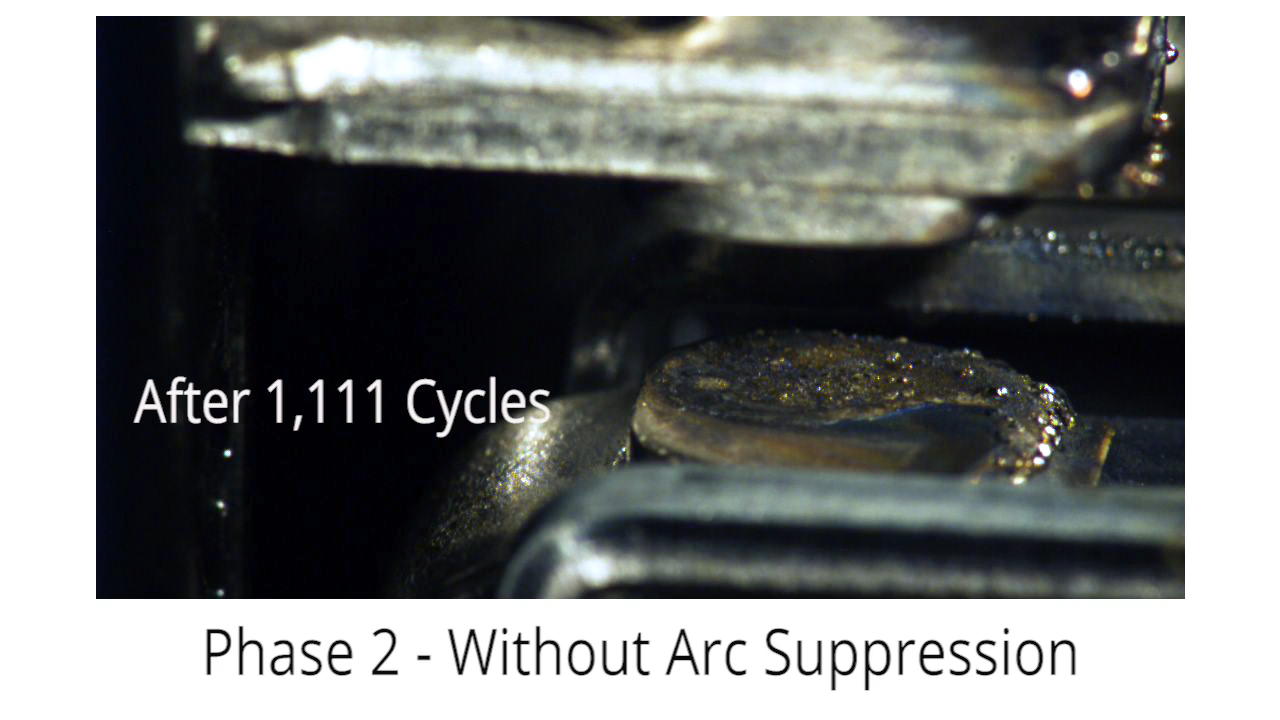 After 1,111 Cycles
Phase 2 - Without Arc Suppression